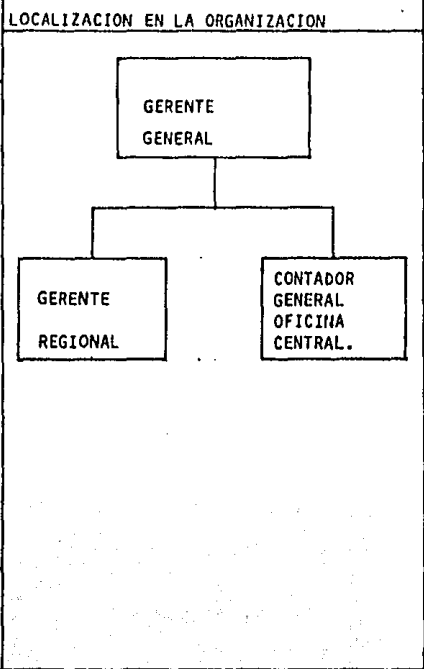 LOCALIZACION EN LA ORGANIZACION
GERENTE
GENERAL
GERENTE
REGIONAL
CONTADOR
GENERAL
OFICINA
CENTRAL.